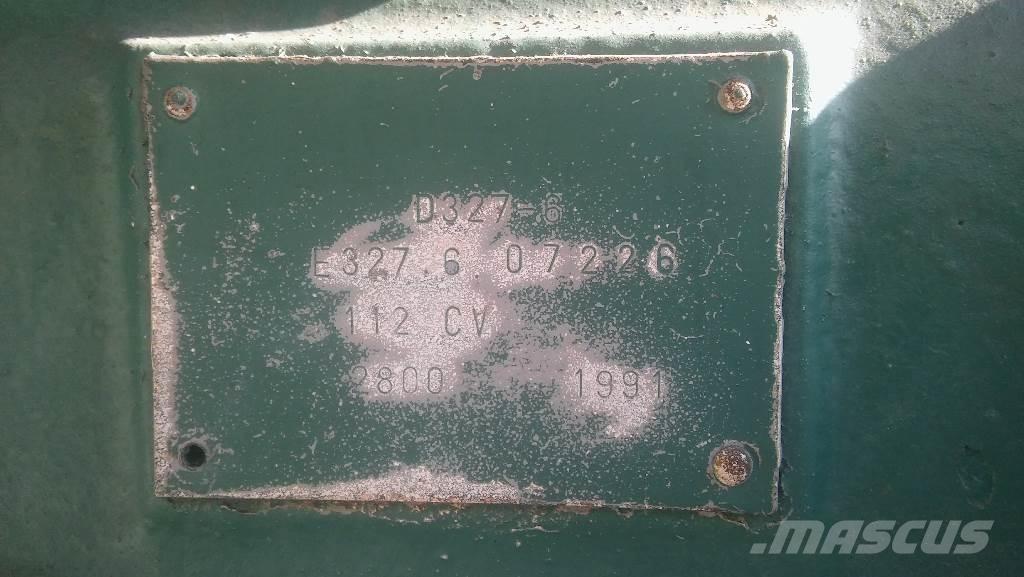 D327-6
E327.6.07226
112 CV
2800 1991
MASCUS